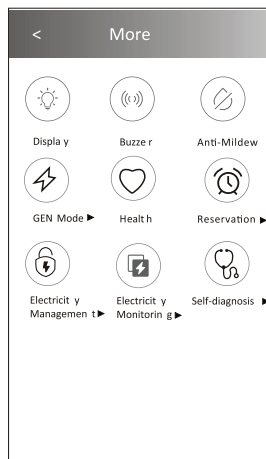 < More
Displa y Buzze r Anti-Mildew
GEN Mode ▶ Healt h Reservation ▶
Electricit y Electricit y Self-diagnosis ▶
Managemen t▶ Monitorin g▶